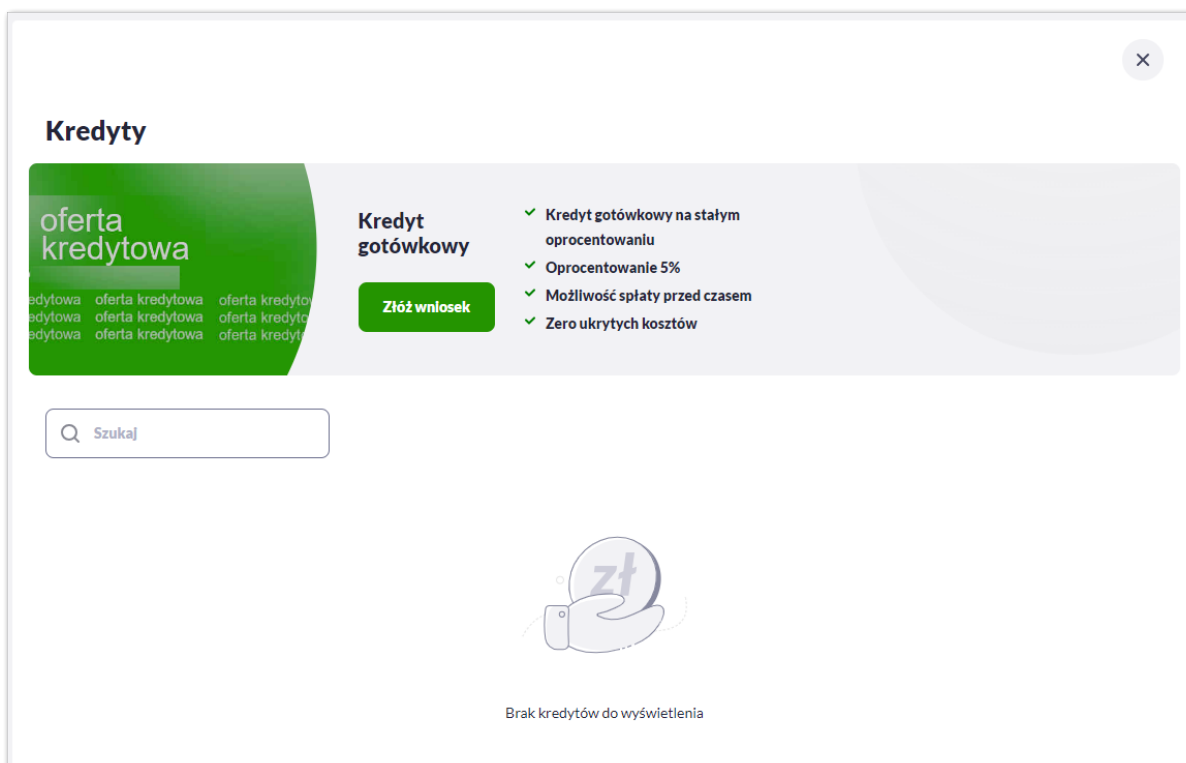 Kredyty
oferta
kredytowa
edytowa oferta kredytowa oferta kredytow
edytowa oferta kredytowa oferta kredyto
edytowa oferta kredytowa oferta kredyt
Kredyt
gotówkowy
Złóż wniosek
Kredyt gotówkowy na stałym
oprocentowaniu
Oprocentowanie 5%
Możliwość spłaty przed czasem
Zero ukrytych kosztów
Szukaj
zł
Brak kredytów do wyświetlenia